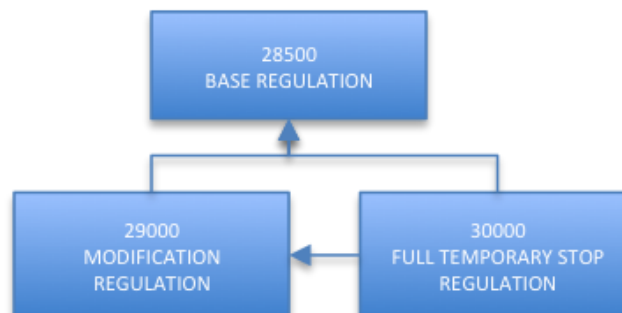 28500
BASE REGULATION
29000
MODIFICATION
REGULATION
30000
FULL TEMPORARY STOP
REGULATION